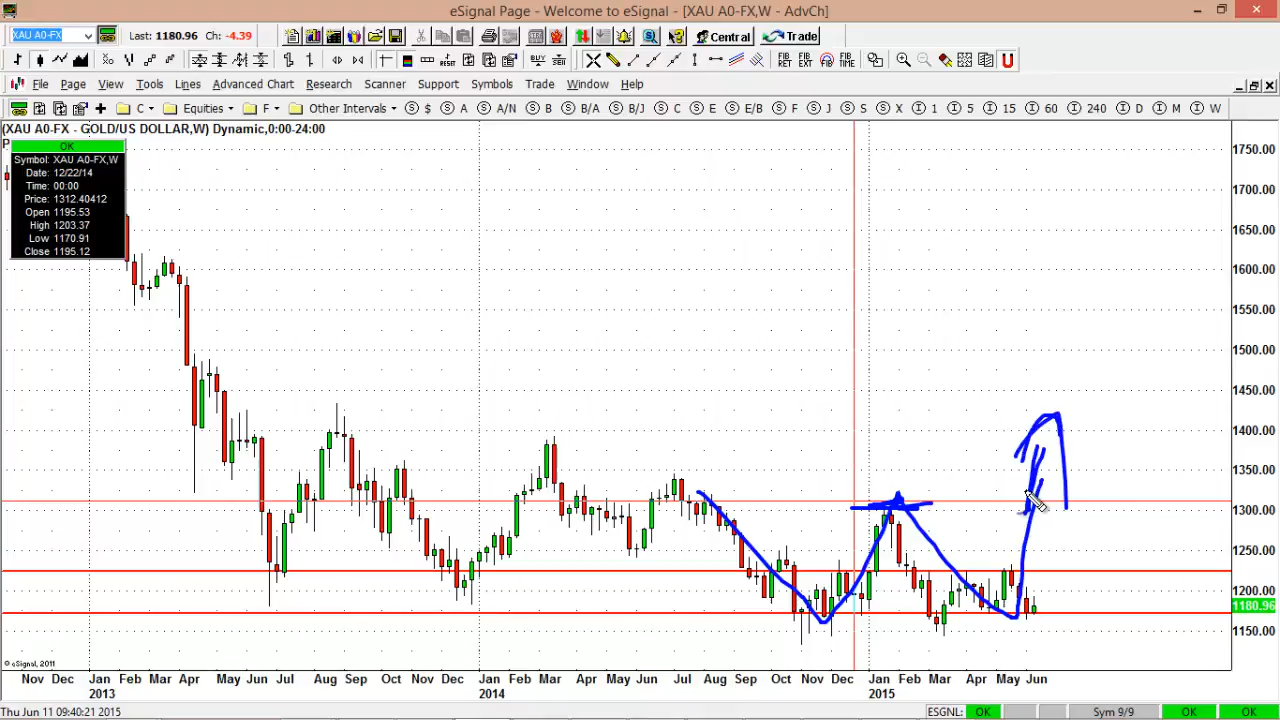 eSignal Page - Welcome to eSignal - [XAU A0-FX,W - AdvCh]
XAU A0-FX Last: 1180.96 Ch: -4.39 Central Trade
File Page View Tools Lines Advanced Chart Research Scanner Support Symbols Trade Window Help
C Equities F Other Intervals $ A A/N B B/A B/J C D E E/B F J S X 1 5 15 60 240 D M W
(XAU A0-FX - GOLD/US DOLLAR,W) Dynamic,0:00-24:00
OK
Symbol: XAU A0-FX,W
Date: 12/22/14
Time: 00:00
Price: 1312.40412
Open 1195.53
High 1203.37
Low 1170.91
Close 1195.12
1750.00
1700.00
1650.00
1600.00
1550.00
1500.00
1450.00
1400.00
1350.00
1300.00
1250.00
1200.00
1180.96
1150.00
© eSignal, 2011
Nov Dec Jan Feb Mar Apr May Jun Jul Aug Sep Oct Nov Dec Jan Feb Mar Apr May Jun Jul Aug Sep Oct Nov Dec Jan Feb Mar Apr May Jun
2013 2014 2015
Thu Jun 11 09:40:21 2015 ESGNL: OK Sym 9/9 OK OK